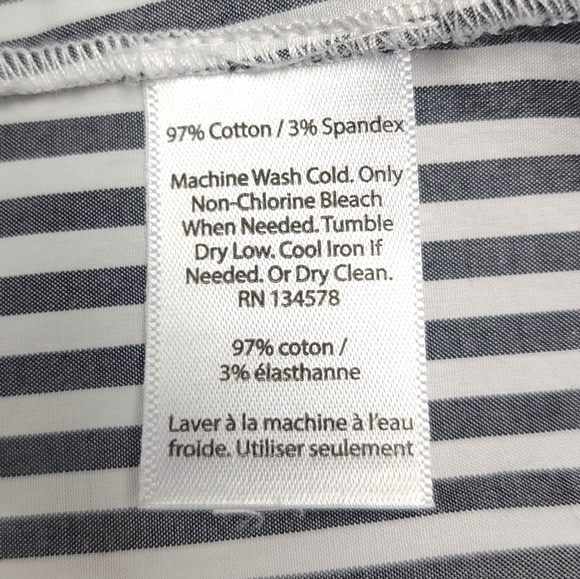 97% Cotton / 3% Spandex
Machine Wash Cold. Only
Non-Chlorine Bleach
When Needed. Tumble
Dry Low. Cool Iron If
Needed. Or Dry Clean.
RN 134578
97% coton /
3% élasthanne
Laver à la machine à l'eau
froide. Utiliser seulement